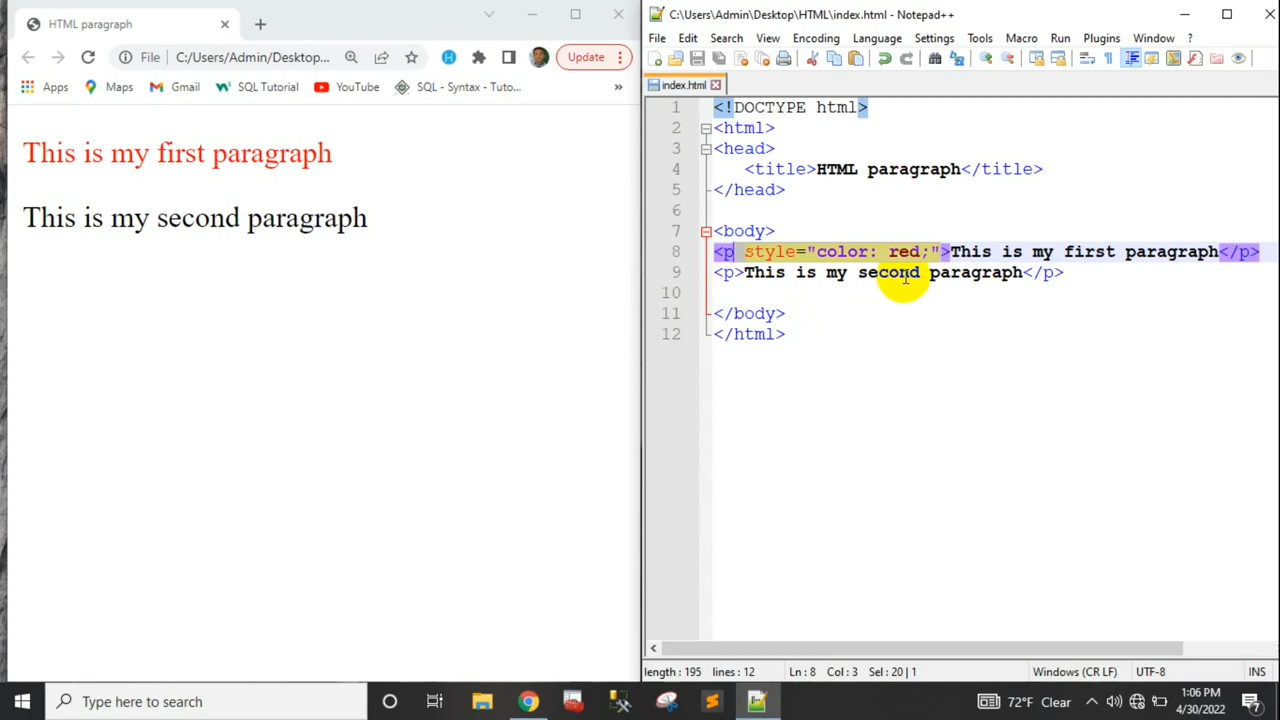 HTML paragraph
File C:/Users/Admin/Desktop... Update
Apps Maps Gmail SQL Tutorial YouTube SQL - Syntax - Tuto... »
This is my first paragraph
This is my second paragraph
C:\Users\Admin\Desktop\HTML\index.html - Notepad++
File Edit Search View Encoding Language Settings Tools Macro Run Plugins Window ?
index.html
1 <!DOCTYPE html>
2 <html>
3 <head>
4 <title>HTML paragraph</title>
5 </head>
6
7 <body>
8 <p style="color: red;">This is my first paragraph</p>
9 <p>This is my second paragraph</p>
10
11 </body>
12 </html>
length : 195 lines : 12 Ln : 8 Col : 3 Sel : 20 | 1 Windows (CR LF) UTF-8 INS
Type here to search
72°F Clear
1:06 PM
4/30/2022
7